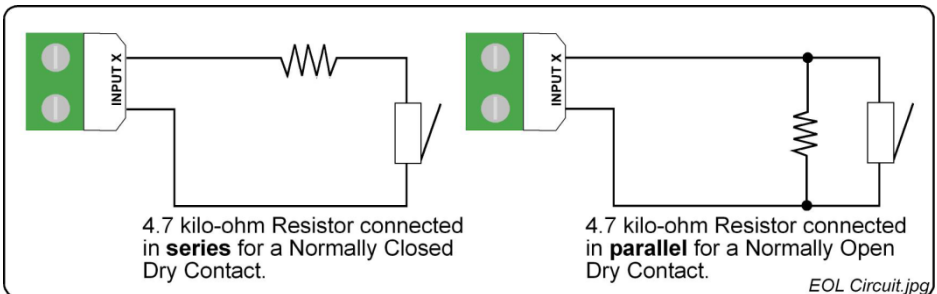 INPUT X
4.7 kilo-ohm Resistor connected
in series for a Normally Closed
Dry Contact.
INPUT X
4.7 kilo-ohm Resistor connected
in parallel for a Normally Open
Dry Contact.
EOL Circuit.jpg